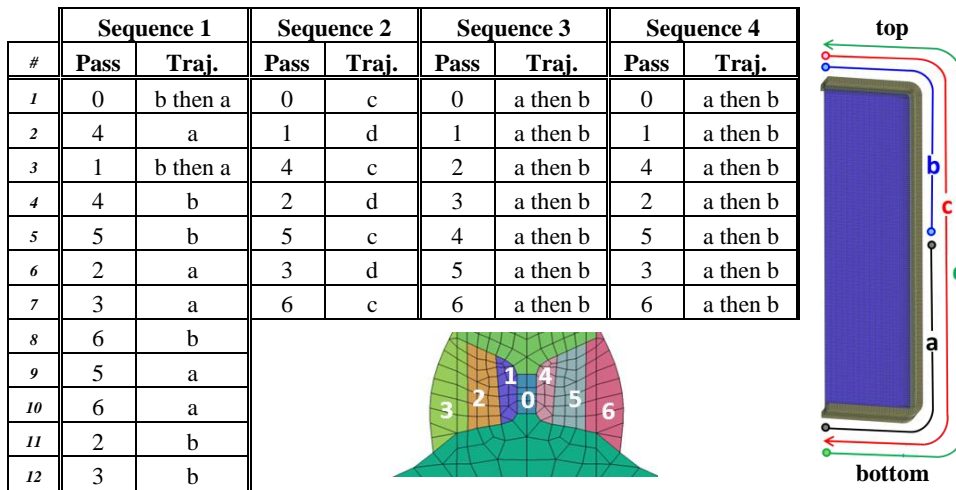 Sequence 1 Sequence 2 Sequence 3 Sequence 4
# Pass Traj. Pass Traj. Pass Traj. Pass Traj.
1 0 b then a 0 c 0 a then b 0 a then b
2 4 a 1 d 1 a then b 1 a then b
3 1 b then a 4 c 2 a then b 4 a then b
4 4 b 2 d 3 a then b 2 a then b
5 5 b 5 c 4 a then b 5 a then b
6 2 a 3 d 5 a then b 3 a then b
7 3 a 6 c 6 a then b 6 a then b
8 6 b
9 5 a
10 6 a
11 2 b
12 3 b
1 4
3 2 0 5 6
top
b
c
a
bottom